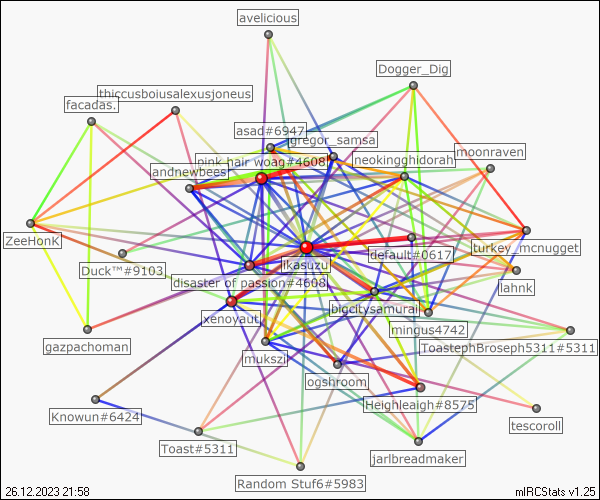 avelicious
Dogger_Dig
thiccusboiusalexusjoneus
facadas.
asad#6947
gregor_samsa
moonraven
pink hair woag#4608
neokingghidorah
andnewbees
ZeeHonK
turkey_mcnugget
default#0617
ikasuzu
Duck™#9103
lahnk
disaster of passion#4608
bigcitysamurai
xenoyaut
mingus4742
gazpachoman
ToastephBroseph5311#5311
mukszi
ogshroom
Heighleaigh#8575
Knowun#6424
tescoroll
Toast#5311
jarlbreadmaker
Random Stuf6#5983
26.12.2023 21:58
mIRCStats v1.25